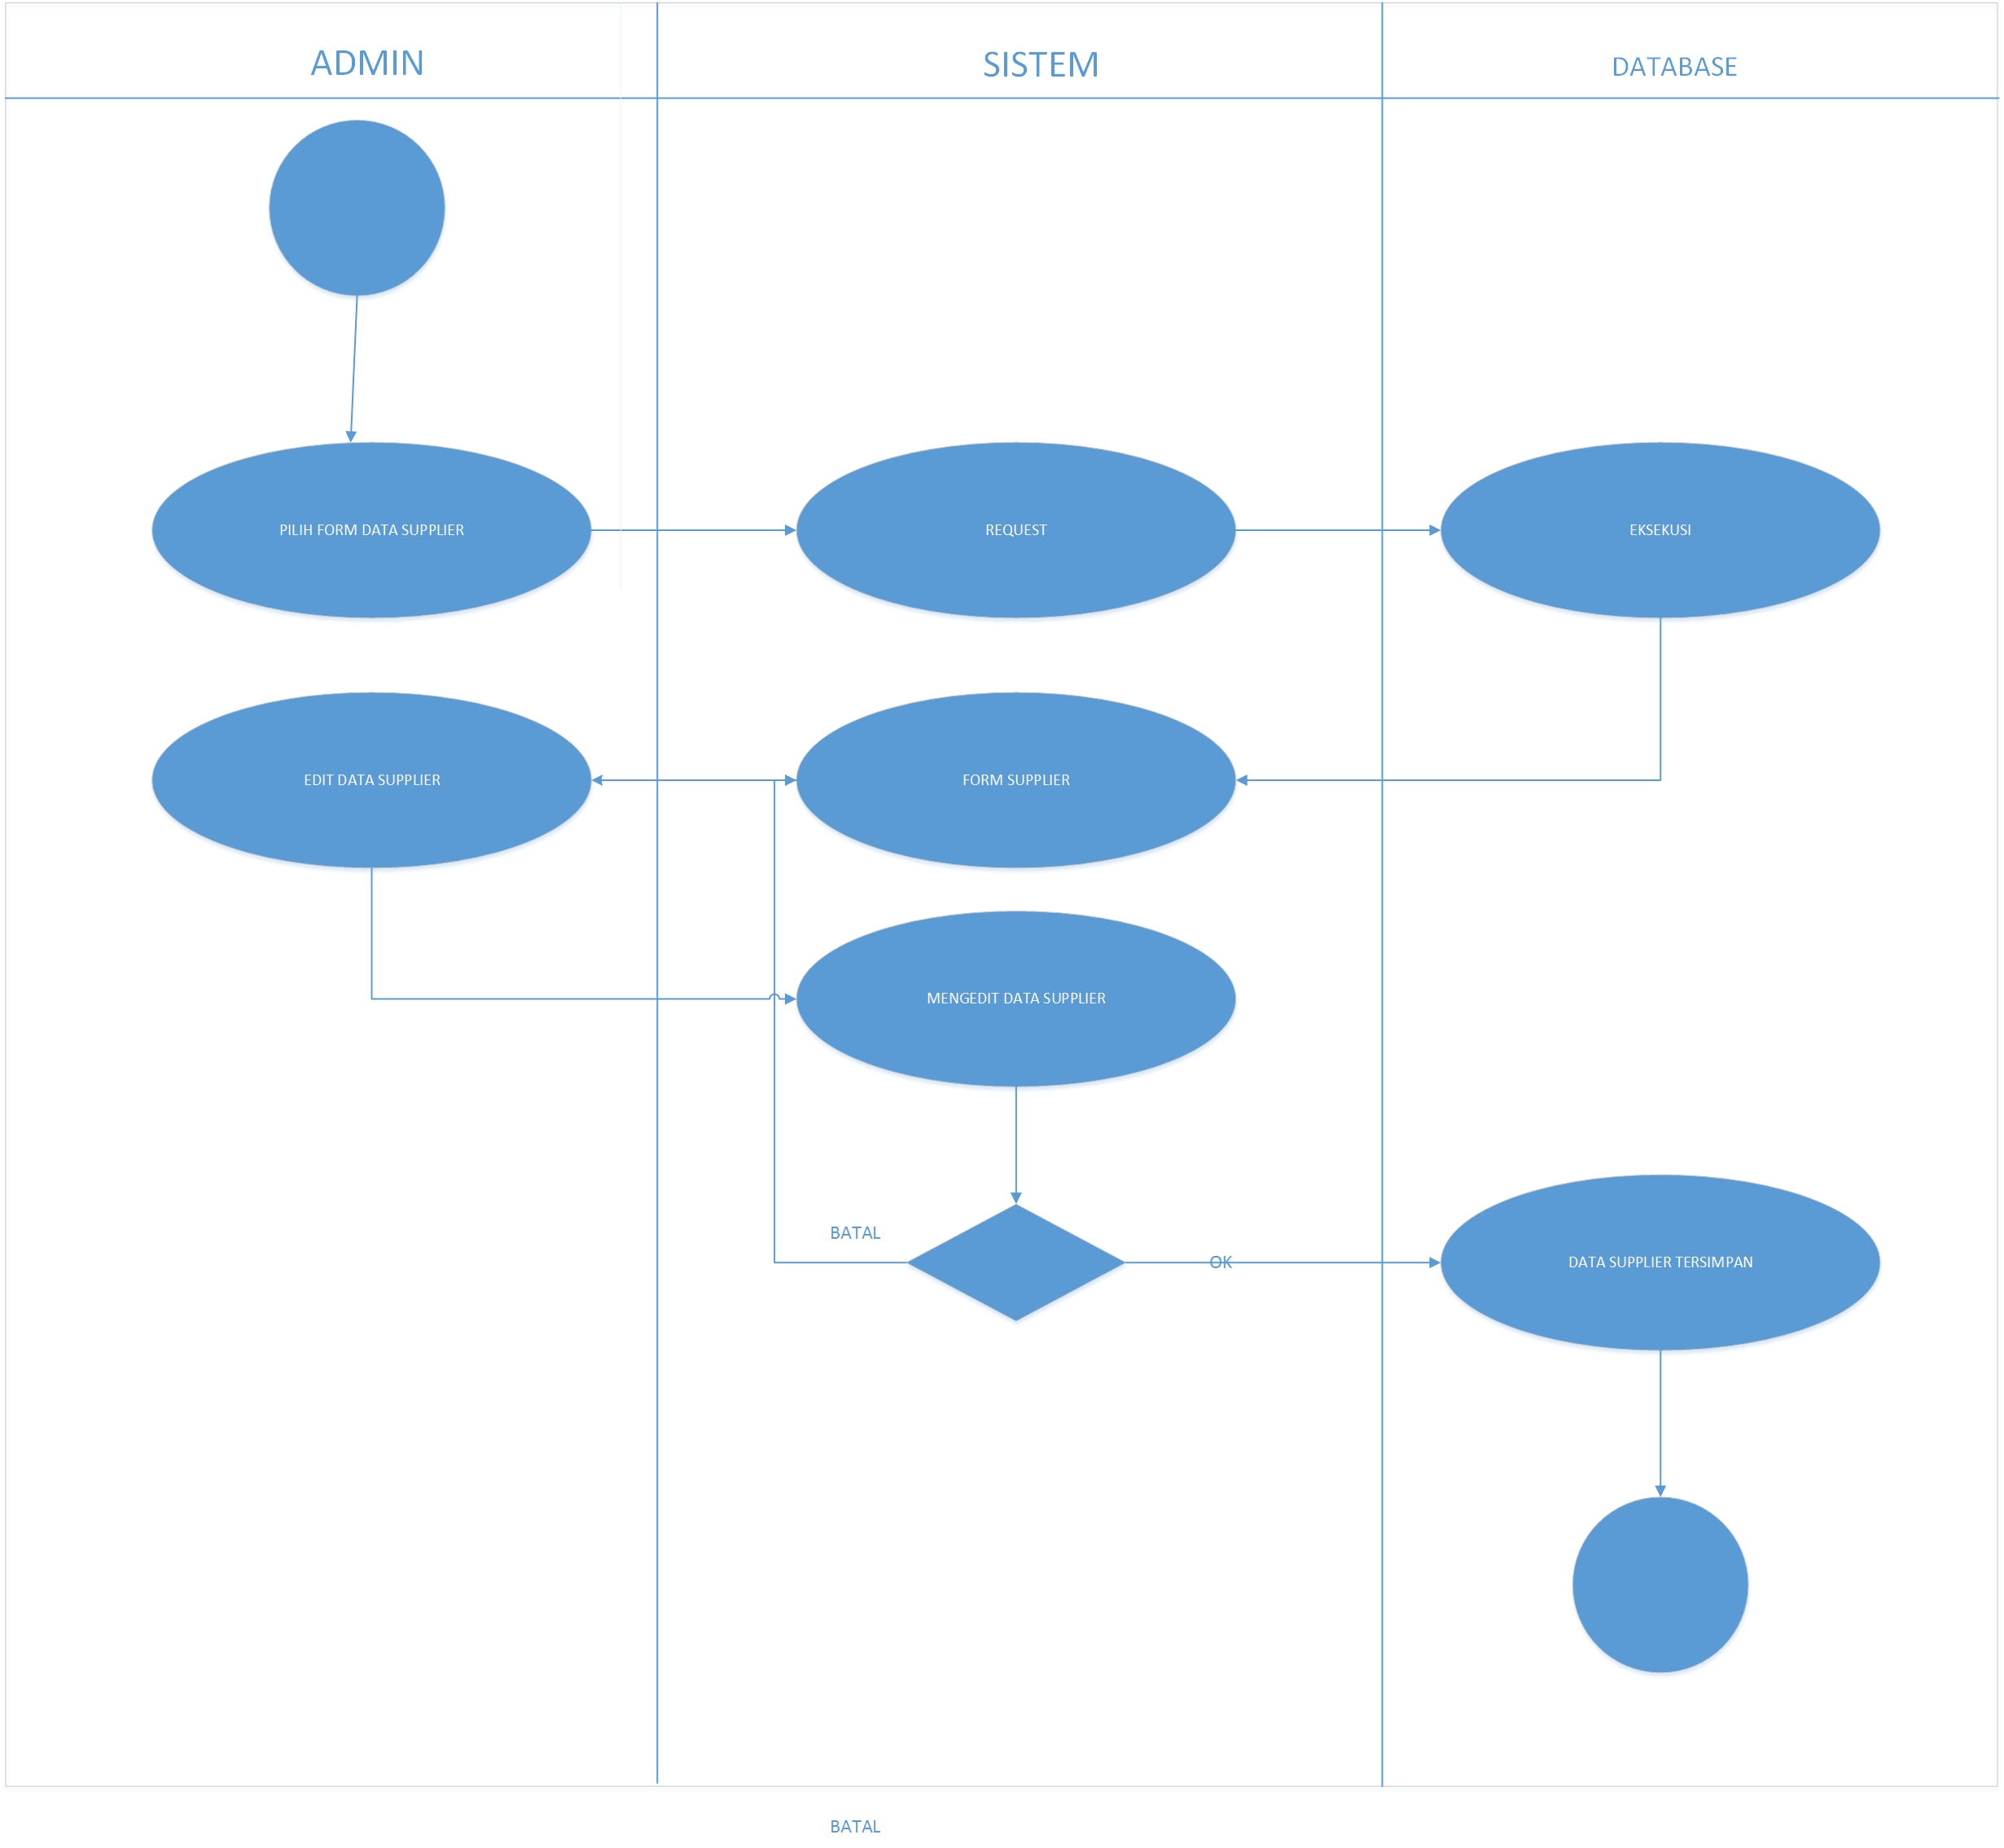 ADMIN
SISTEM
DATABASE
PILIH FORM DATA SUPPLIER
REQUEST
EKSEKUSI
EDIT DATA SUPPLIER
FORM SUPPLIER
MENGEDIT DATA SUPPLIER
BATAL
OK
DATA SUPPLIER TERSIMPAN
BATAL